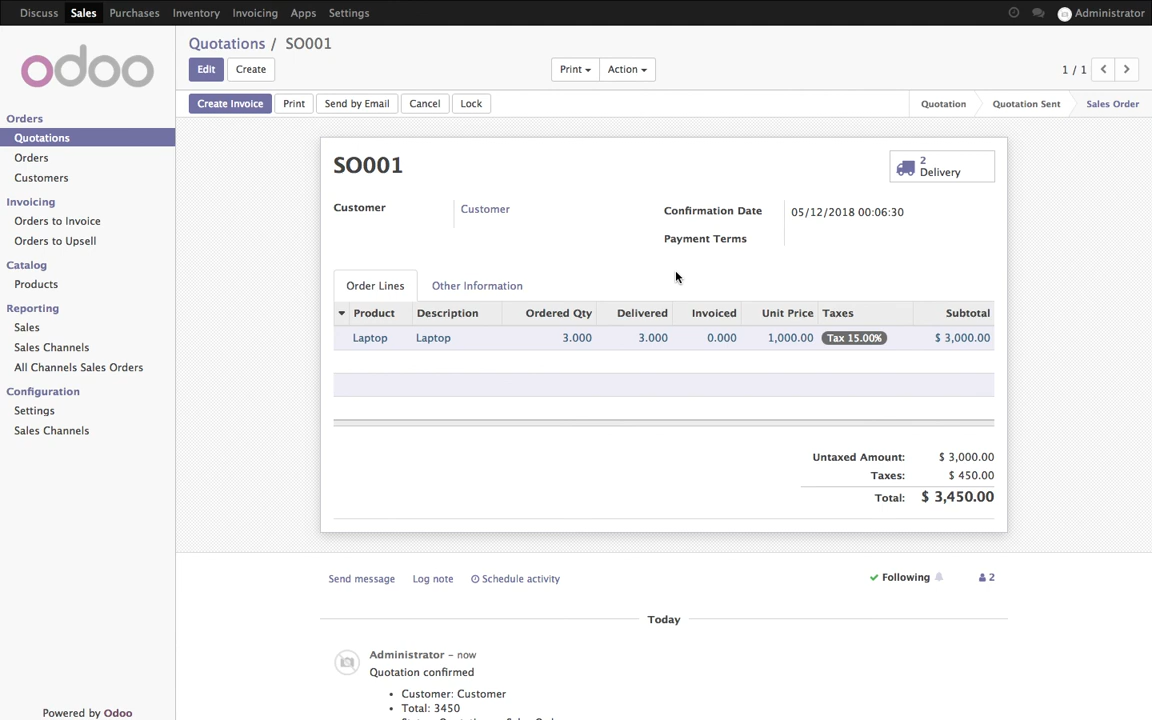 Discuss Sales Purchases Inventory Invoicing Apps Settings Administrator
odoo
Quotations / SO001
Edit Create Print Action 1 / 1
Create Invoice Print Send by Email Cancel Lock Quotation Quotation Sent Sales Order
Orders
Quotations
Orders
Customers
Invoicing
Orders to Invoice
Orders to Upsell
Catalog
Products
Reporting
Sales
Sales Channels
All Channels Sales Orders
Configuration
Settings
Sales Channels
Powered by Odoo
SO001
2
Delivery
Customer Customer
Confirmation Date 05/12/2018 00:06:30
Payment Terms
Order Lines Other Information
Product Description Ordered Qty Delivered Invoiced Unit Price Taxes Subtotal
Laptop Laptop 3.000 3.000 0.000 1,000.00 Tax 15.00% $ 3,000.00
Untaxed Amount: $ 3,000.00
Taxes: $ 450.00
Total: $ 3,450.00
Send message Log note Schedule activity Following 2
Today
Administrator – now
Quotation confirmed
• Customer: Customer
• Total: 3450